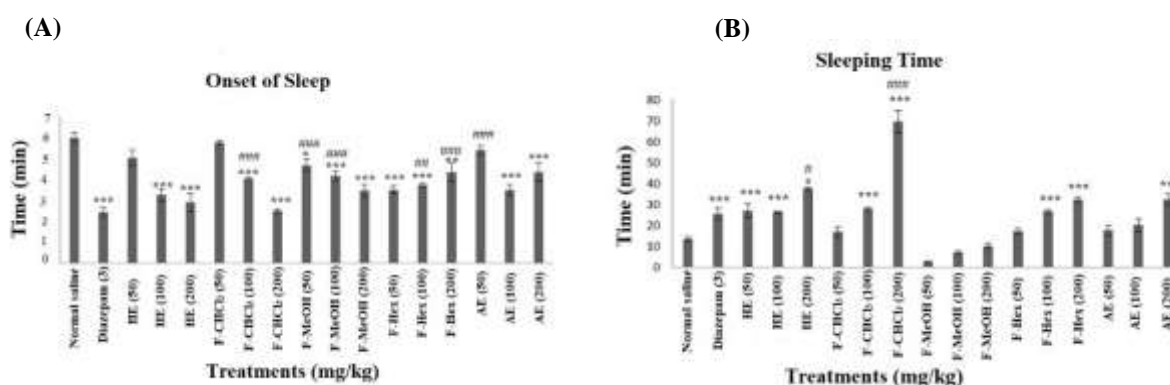 (A)
Onset of Sleep
Time (min)
7
6
5
4
3
2
1
0
***
***
***
###
***
***
###
*
###
***
***
***
##
***
###
**
###
***
***
Normal saline
Diazepam (3)
HE (50)
HE (100)
HE (200)
F-CHCl₃ (50)
F-CHCl₃ (100)
F-CHCl₃ (200)
F-MeOH (50)
F-MeOH (100)
F-MeOH (200)
F-Hex (50)
F-Hex (100)
F-Hex (200)
AE (50)
AE (100)
AE (200)
Treatments (mg/kg)
(B)
Sleeping Time
Time (min)
80
70
60
50
40
30
20
10
0
***
***
***
#
*
***
###
***
***
***
**
Normal saline
Diazepam (3)
HE (50)
HE (100)
HE (200)
F-CHCl₃ (50)
F-CHCl₃ (100)
F-CHCl₃ (200)
F-MeOH (50)
F-MeOH (100)
F-MeOH (200)
F-Hex (50)
F-Hex (100)
F-Hex (200)
AE (50)
AE (100)
AE (200)
Treatments (mg/kg)